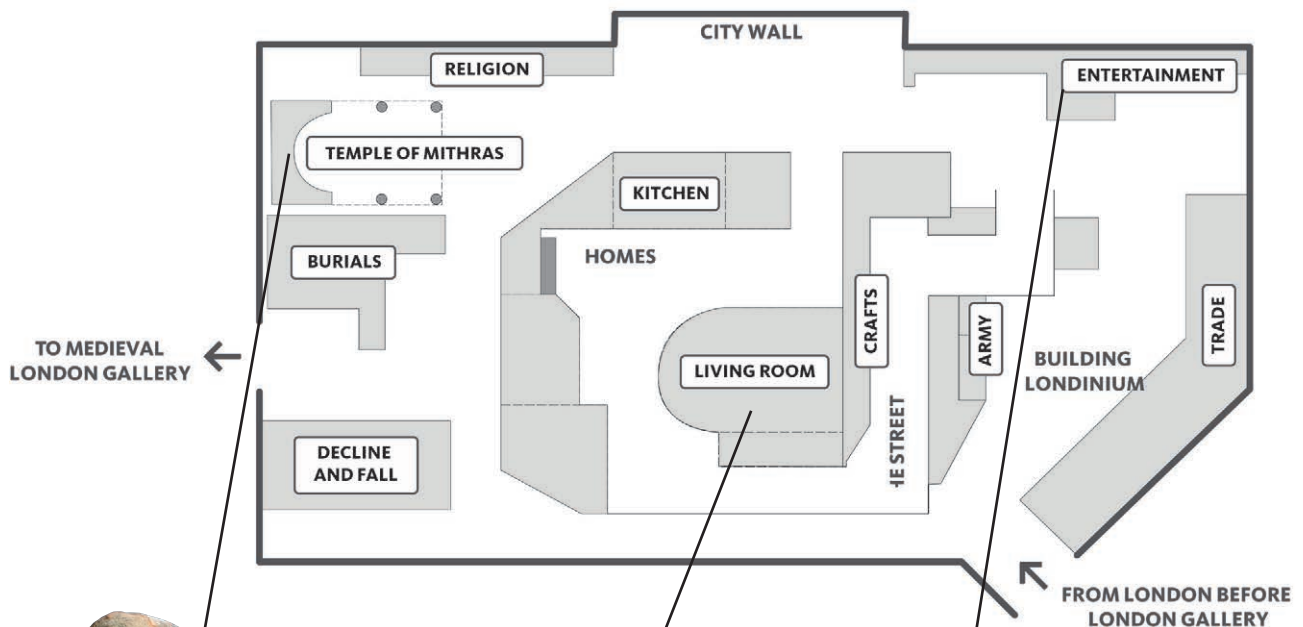 CITY WALL
RELIGION
ENTERTAINMENT
TEMPLE OF MITHRAS
KITCHEN
BURIALS
HOMES
CRAFTS
ARMY
TRADE
TO MEDIEVAL
LONDON GALLERY
LIVING ROOM
BUILDING
LONDINIUM
DECLINE
AND FALL
HE STREET
FROM LONDON BEFORE
LONDON GALLERY